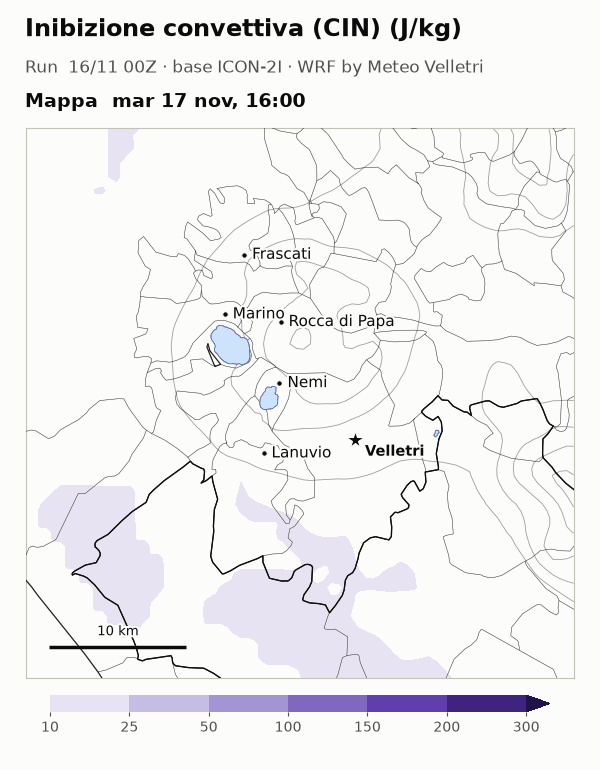 Inibizione convettiva (CIN) (J/kg)
Run  16/11 00Z · base ICON-2I · WRF by Meteo Velletri
Mappa  mar 17 nov, 16:00
Frascati
Marino
Rocca di Papa
Nemi
Velletri
Lanuvio
10 km
10 25 50 100 150 200 300